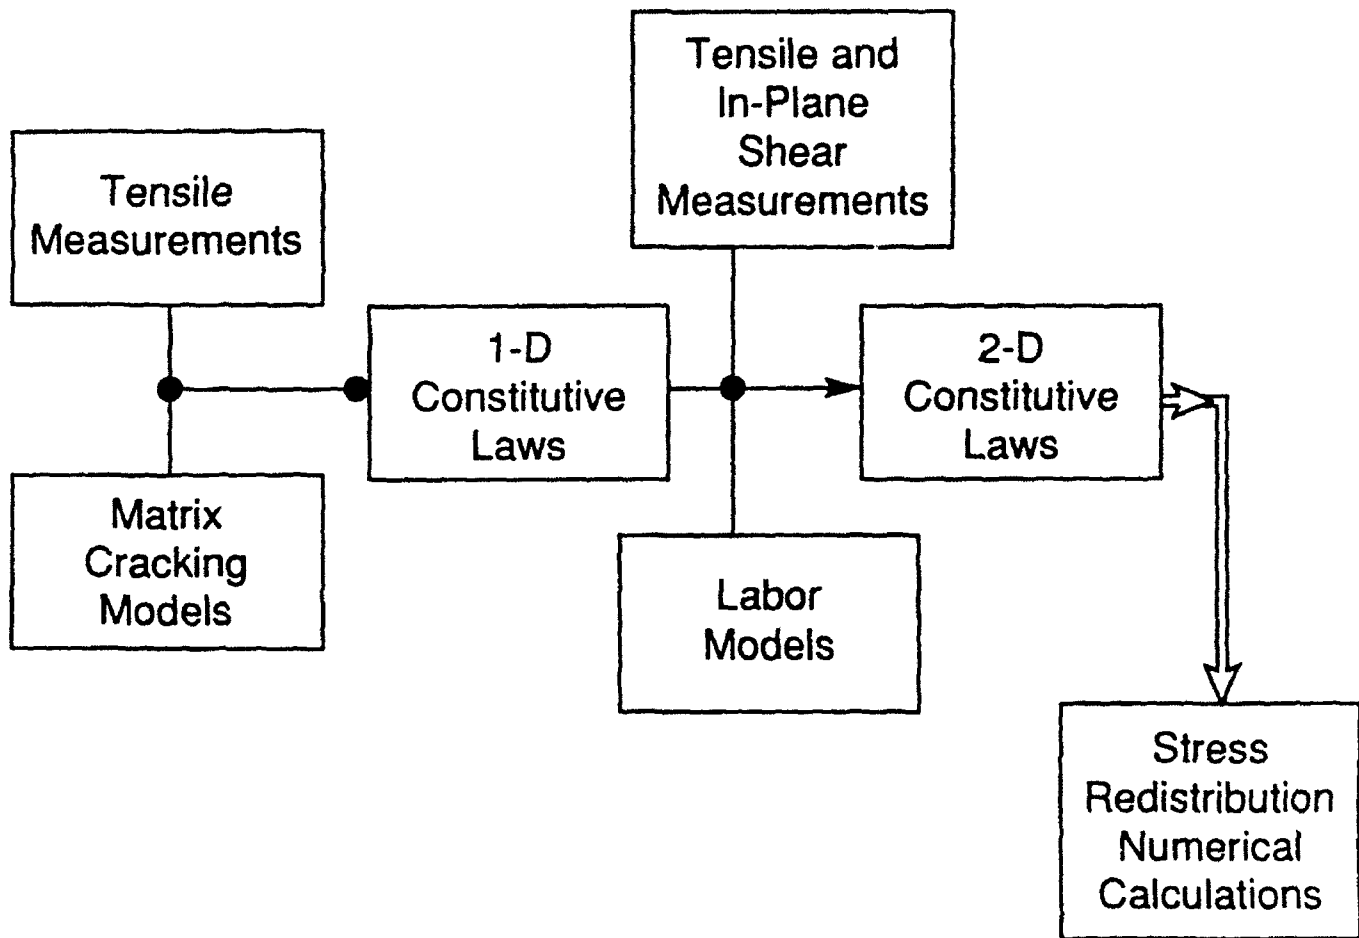 Tensile and
In-Plane
Shear
Measurements
Tensile
Measurements
1-D
Constitutive
Laws
2-D
Constitutive
Laws
Matrix
Cracking
Models
Labor
Models
Stress
Redistribution
Numerical
Calculations